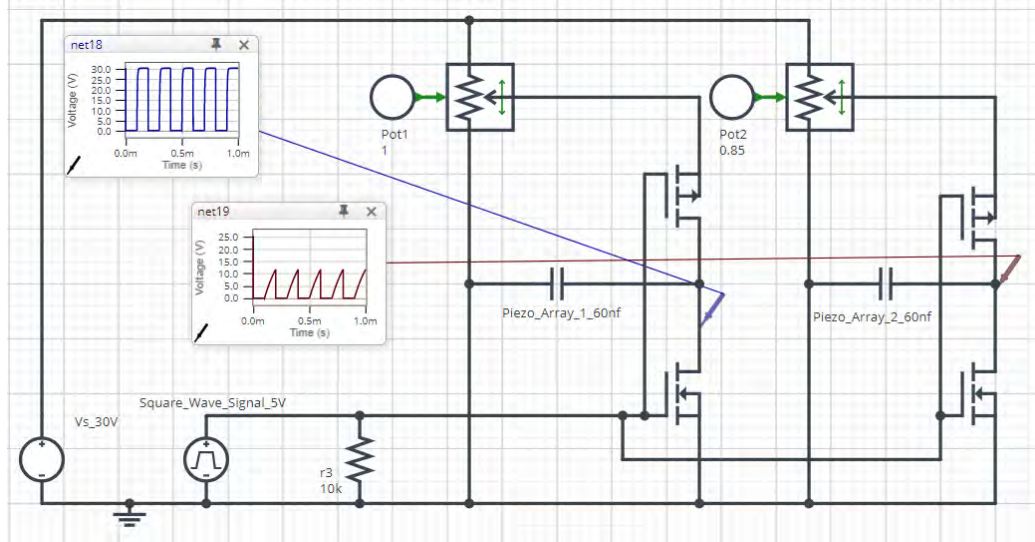 net18
Voltage (V)
30.0
25.0
20.0
15.0
10.0
5.0
0.0
0.0m 0.5m 1.0m
Time (s)
Pot1
1
Pot2
0.85
net19
Voltage (V)
25.0
20.0
15.0
10.0
5.0
0.0
0.0m 0.5m 1.0m
Time (s)
Piezo_Array_1_60nf
Piezo_Array_2_60nf
Square_Wave_Signal_5V
Vs_30V
r3
10k